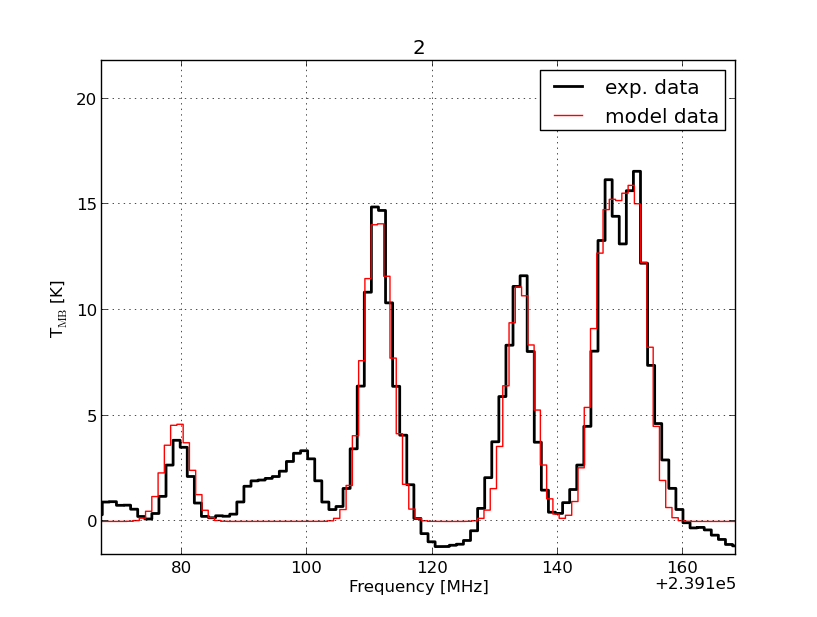 2
exp. data
model data
20
15
10
5
0
T_MB [K]
80 100 120 140 160
Frequency [MHz]
+2.391e5